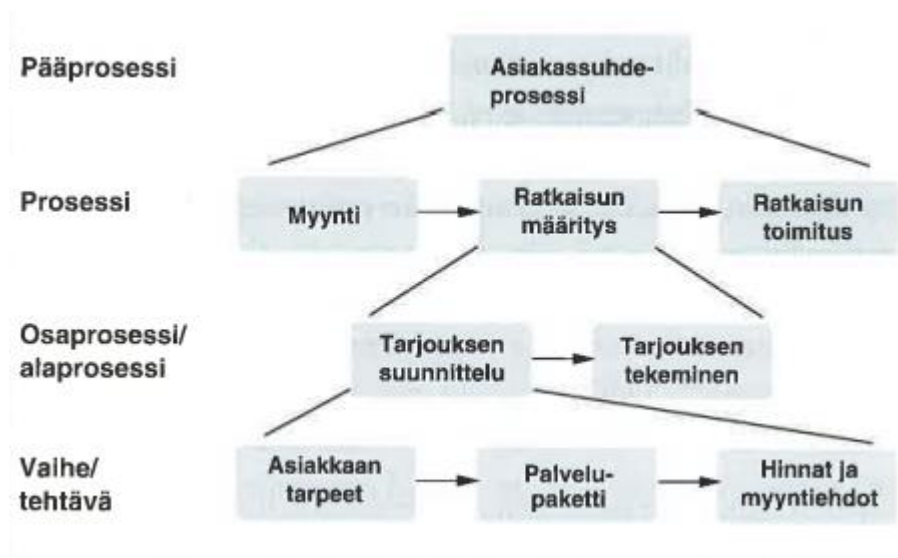 Pääprosessi
Asiakassuhde-
prosessi
Prosessi
Myynti
Ratkaisun
määritys
Ratkaisun
toimitus
Osaprosessi/
alaprosessi
Tarjouksen
suunnittelu
Tarjouksen
tekeminen
Vaihe/
tehtävä
Asiakkaan
tarpeet
Palvelu-
paketti
Hinnat ja
myyntiehdot